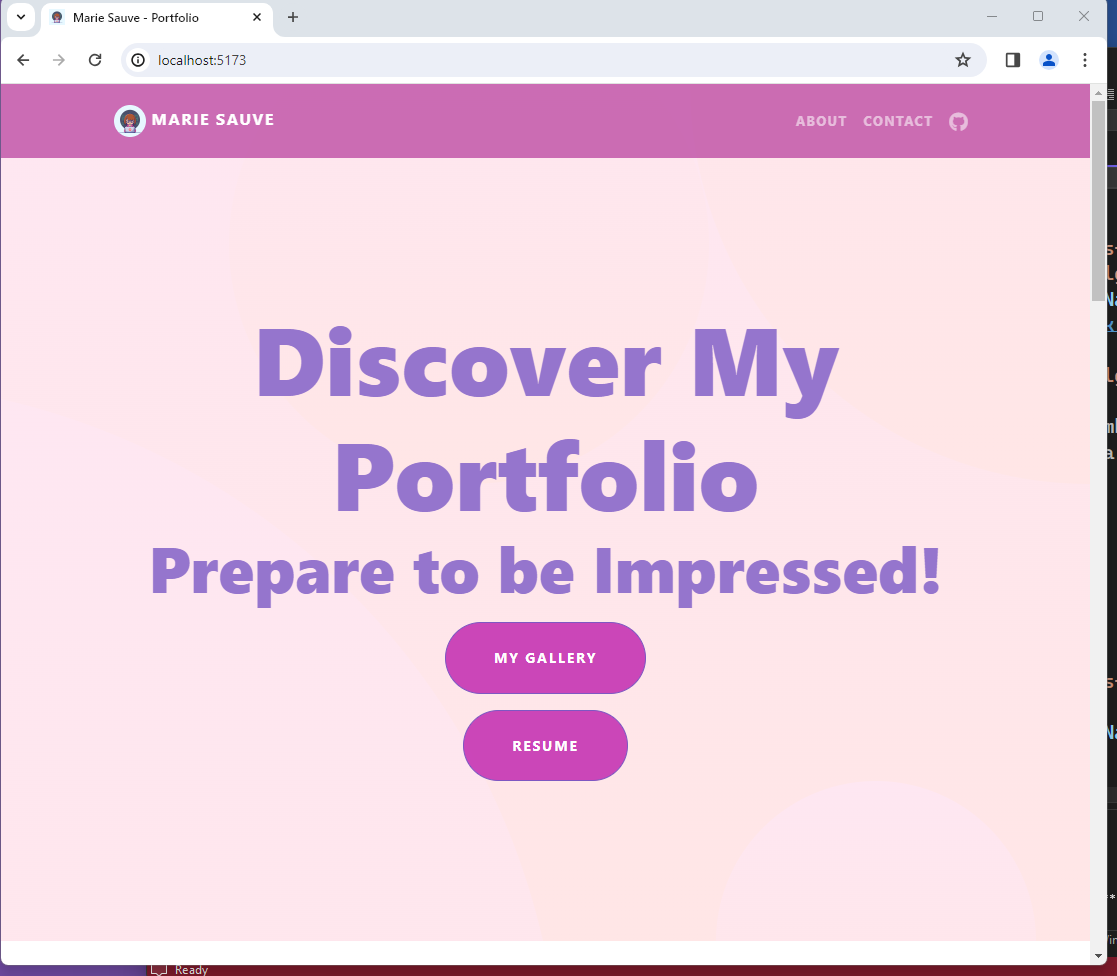 Marie Sauve - Portfolio
localhost:5173
MARIE SAUVE
ABOUT CONTACT
Discover My
Portfolio
Prepare to be Impressed!
MY GALLERY
RESUME
Ready